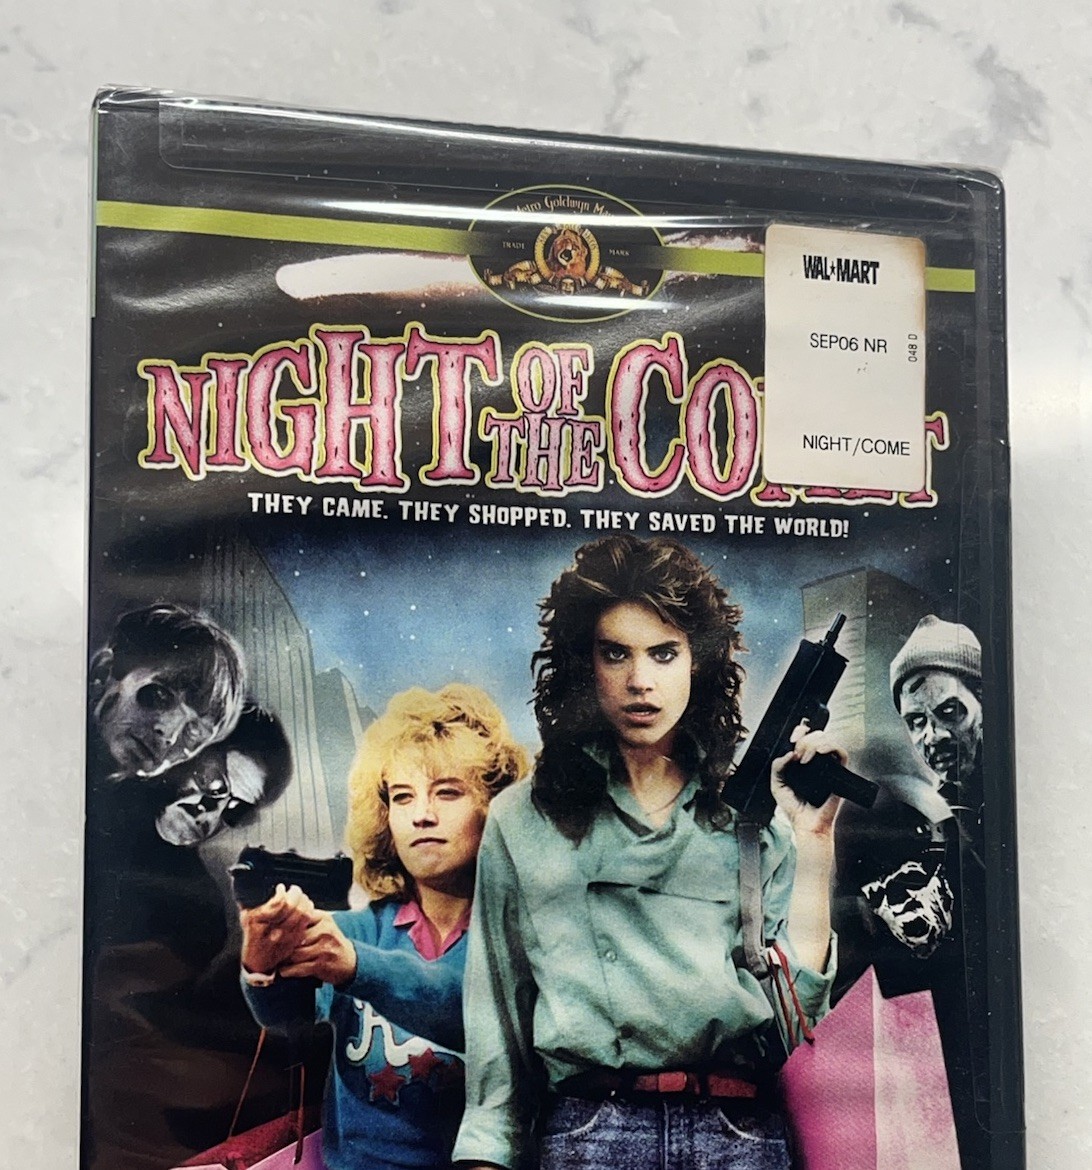 Metro Goldwyn
TRADE MARK
WAL★MART
SEP06 NR
048 D
NIGHT/COME
NIGHT OF THE CO
THEY CAME. THEY SHOPPED. THEY SAVED THE WORLD!